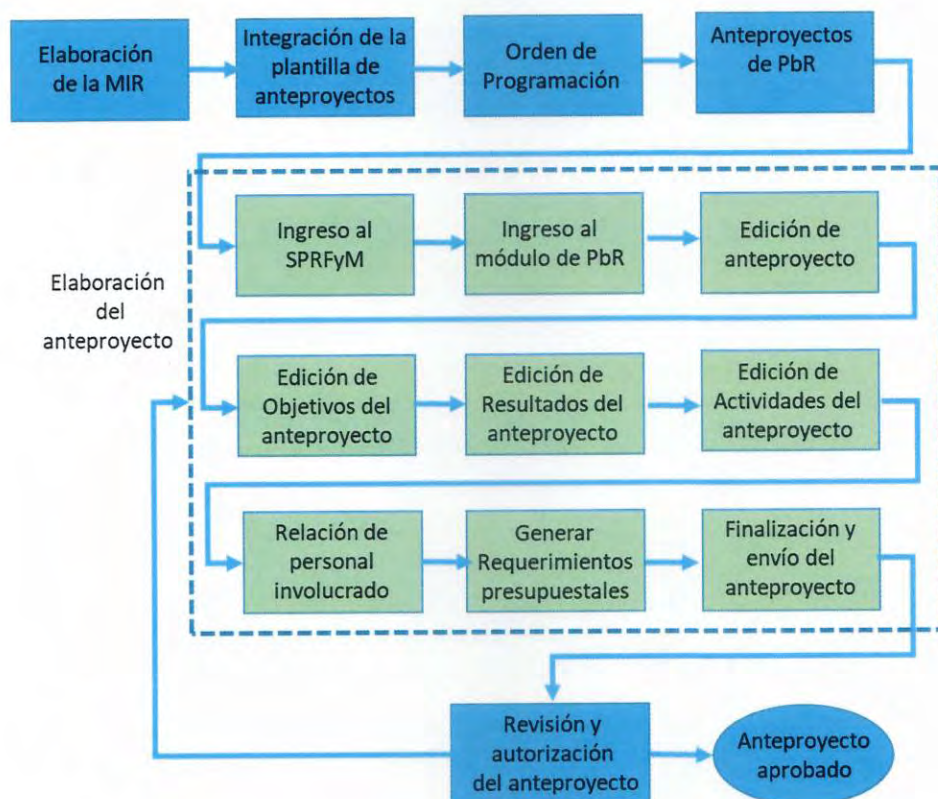 Elaboración
de la MIR
Integración de la
plantilla de
anteproyectos
Orden de
Programación
Anteproyectos
de PbR
Ingreso al
SPRFyM
Ingreso al
módulo de PbR
Edición de
anteproyecto
Elaboración
del
anteproyecto
Edición de
Objetivos del
anteproyecto
Edición de
Resultados del
anteproyecto
Edición de
Actividades del
anteproyecto
Relación de
personal
involucrado
Generar
Requerimientos
presupuestales
Finalización y
envío del
anteproyecto
Revisión y
autorización
del anteproyecto
Anteproyecto
aprobado